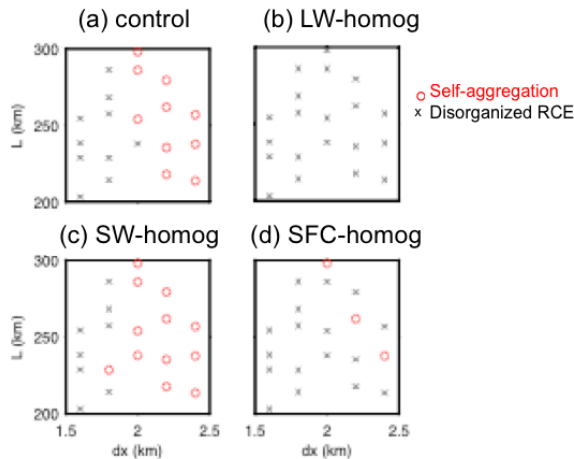 (a) control
(b) LW-homog
300
250
200
L (km)
○ Self-aggregation
× Disorganized RCE
(c) SW-homog
(d) SFC-homog
300
250
200
L (km)
1.5
2
2.5
1.5
2
2.5
dx (km)
dx (km)